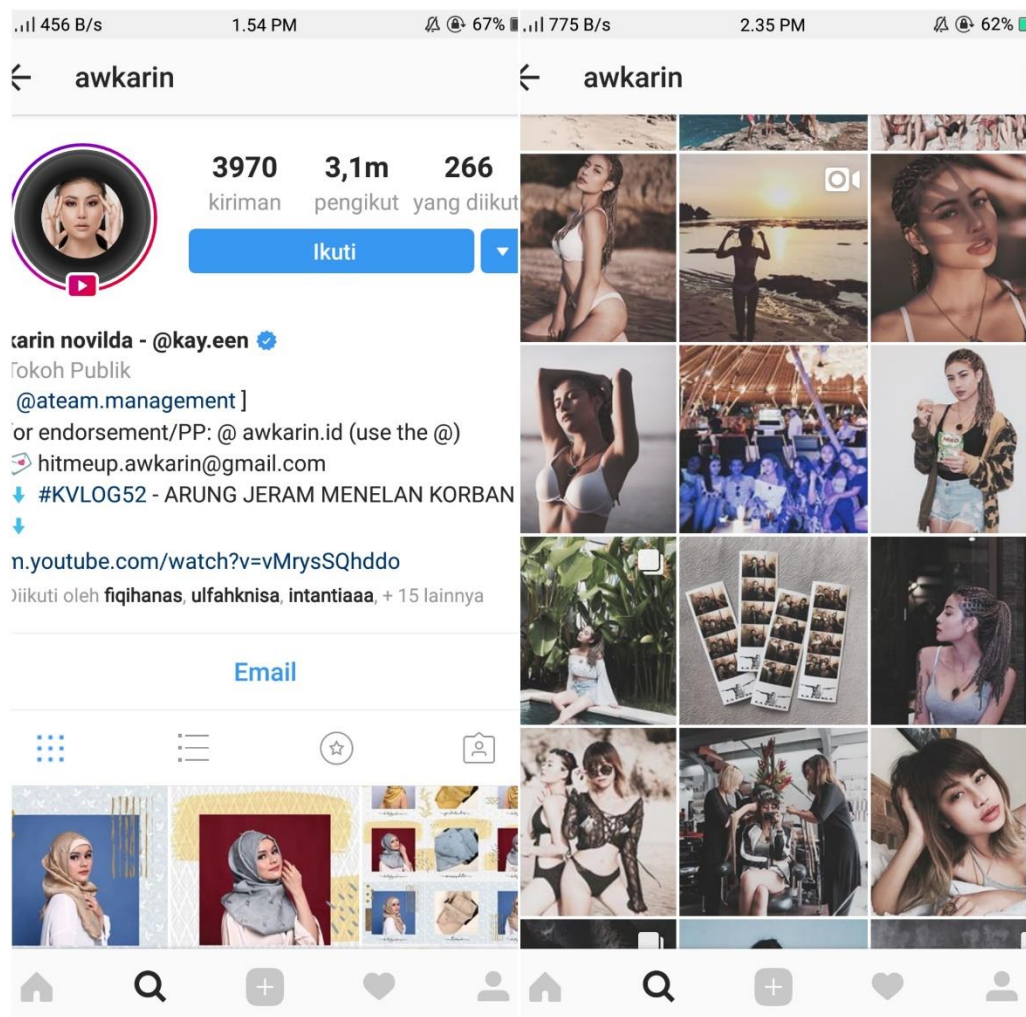 456 B/s 1.54 PM 67%
awkarin
3970 3,1m 266
kiriman pengikut yang diikut
Ikuti
karin novilda - @kay.een
Tokoh Publik
@ateam.management ]
or endorsement/PP: @ awkarin.id (use the @)
hitmeup.awkarin@gmail.com
#KVLOG52 - ARUNG JERAM MENELAN KORBAN
m.youtube.com/watch?v=vMrysSQhddo
Diikuti oleh fiqihanas, ulfahknisa, intantiaaa, + 15 lainnya
Email
775 B/s 2.35 PM 62%
awkarin
MILO